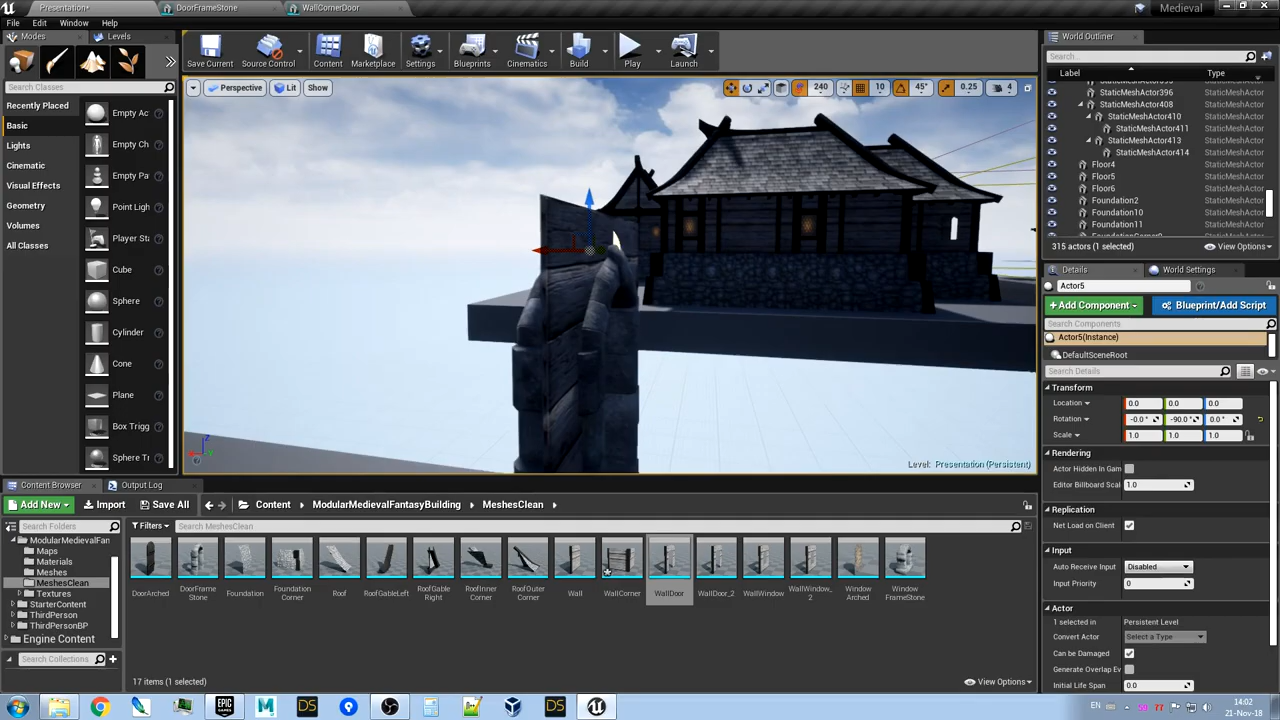 Presentation*
DoorFrameStone
WallCornerDoor
Medieval
File Edit Window Help
Modes
Levels
Search Classes
Recently Placed
Basic
Lights
Cinematic
Visual Effects
Geometry
Volumes
All Classes
Empty Ac
Empty Ch
Empty Pa
Point Ligh
Player Sta
Cube
Sphere
Cylinder
Cone
Plane
Box Trigg
Sphere Tr
Save Current
Source Control
Content
Marketplace
Settings
Blueprints
Cinematics
Build
Play
Launch
Perspective
Lit
Show
240
10
45°
0.25
4
Level: Presentation (Persistent)
World Outliner
Search...
Label
Type
StaticMeshActor396 StaticMeshActor
StaticMeshActor408 StaticMeshActor
StaticMeshActor410 StaticMeshActor
StaticMeshActor411 StaticMeshActor
StaticMeshActor413 StaticMeshActor
StaticMeshActor414 StaticMeshActor
Floor4 StaticMeshActor
Floor5 StaticMeshActor
Floor6 StaticMeshActor
Foundation2 StaticMeshActor
Foundation10 StaticMeshActor
Foundation11 StaticMeshActor
315 actors (1 selected)
View Options
Details
World Settings
Actor5
Add Component
Blueprint/Add Script
Search Components
Actor5(Instance)
DefaultSceneRoot
Search Details
Transform
Location 0.0 0.0 0.0
Rotation -0.0 ° -90.0 ° 0.0 °
Scale 1.0 1.0 1.0
Rendering
Actor Hidden In Gam
Editor Billboard Scal 1.0
Replication
Net Load on Client
Input
Auto Receive Input Disabled
Input Priority 0
Actor
1 selected in Persistent Level
Convert Actor Select a Type
Can be Damaged
Generate Overlap Ev
Initial Life Span 0.0
Content Browser
Output Log
Add New
Import
Save All
Content
ModularMedievalFantasyBuilding
MeshesClean
Search Folders
Filters
Search MeshesClean
ModularMedievalFan
Maps
Materials
Meshes
MeshesClean
Textures
StarterContent
ThirdPerson
ThirdPersonBP
Engine Content
Search Collections
DoorArched
DoorFrame Stone
Foundation
Foundation Corner
Roof
RoofGableLeft
RoofGable Right
RoofInner Corner
RoofOuter Corner
Wall
WallCorner
WallDoor
WallDoor_2
WallWindow
WallWindow_ 2
Window Arched
Window FrameStone
17 items (1 selected)
View Options
EPIC GAMES
M
DS
DS
EN
77
14:02
21-Nov-18